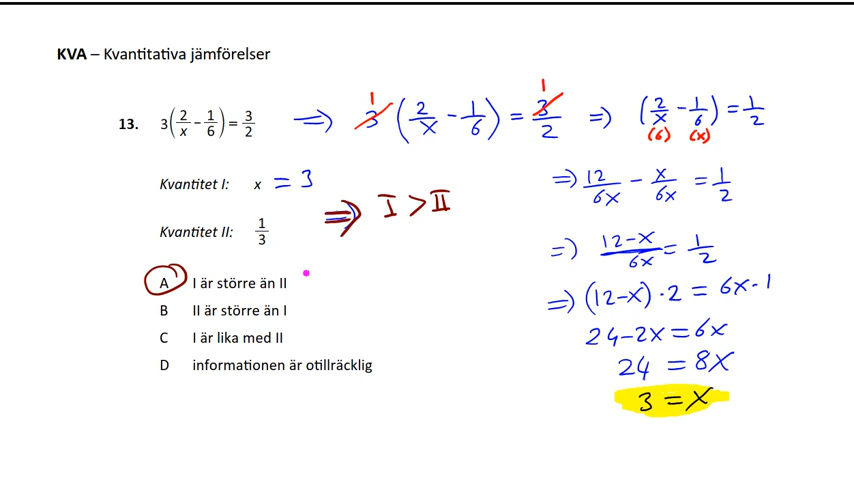 KVA – Kvantitativa jämförelser
13. 3(2/x - 1/6) = 3/2 ⇒ 3(2/x - 1/6) = 3/2 ⇒ (2/x - 1/6) = 1/2
1 1
(6) (x)
Kvantitet I: x = 3
⇒ 12/6x - x/6x = 1/2
⇒ I > II
Kvantitet II: 1/3
⇒ 12-x/6x = 1/2
A I är större än II
⇒ (12-x)·2 = 6x·1
B II är större än I
24-2x = 6x
C I är lika med II
24 = 8x
D informationen är otillräcklig
3 = x